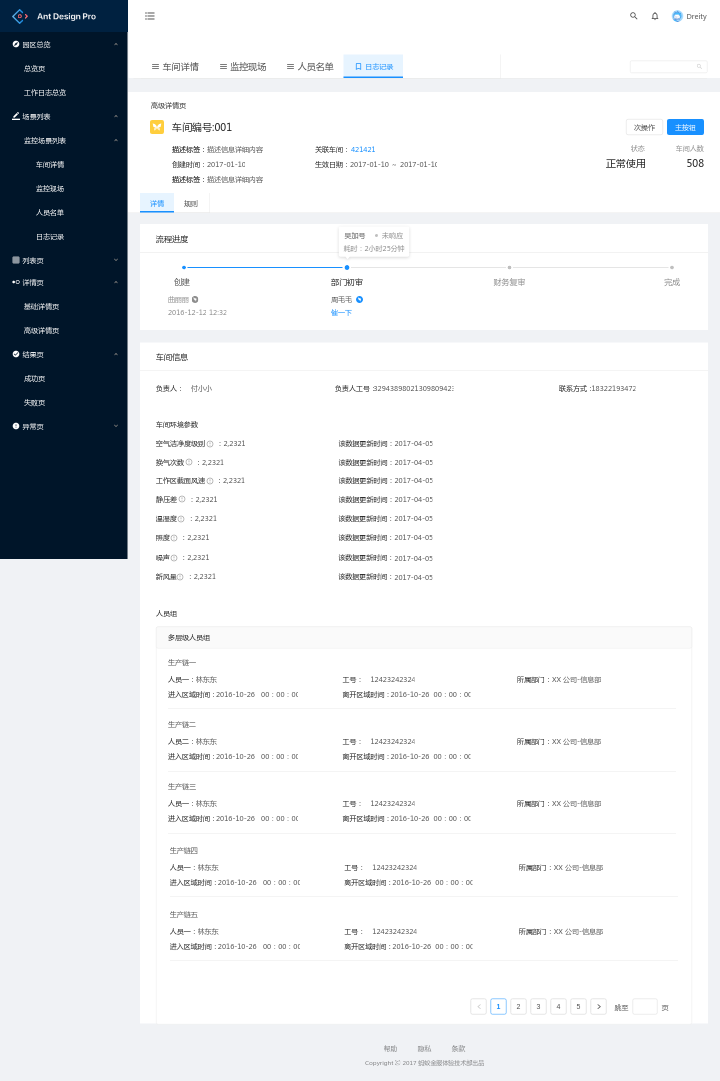 Ant Design Pro
Dreity
园区总览
总览页
工作日志总览
场景列表
监控场景列表
车间详情
监控现场
人员名单
日志记录
列表页
详情页
基础详情页
高级详情页
结果页
成功页
失败页
异常页
车间详情 监控现场 人员名单 日志记录
高级详情页
车间编号:001
次操作 主按钮
描述标签：描述信息详细内容 关联车间：421421
创建时间：2017-01-10 生效日期：2017-01-10 ~ 2017-01-10
描述标签：描述信息详细内容
状态 车间人数
正常使用 508
详情 规则
流程进度
吴加号 未响应
耗时：2小时25分钟
创建 部门初审 财务复审 完成
曲丽丽 周毛毛
2016-12-12 12:32 催一下
车间信息
负责人： 付小小 负责人工号： 联系方式：18322193472
车间环境参数
空气洁净度级别 ：2,2321 该数据更新时间：2017-04-05
换气次数 ：2,2321 该数据更新时间：2017-04-05
工作区截面风速 ：2,2321 该数据更新时间：2017-04-05
静压差 ：2,2321 该数据更新时间：2017-04-05
温湿度 ：2,2321 该数据更新时间：2017-04-05
照度 ：2,2321 该数据更新时间：2017-04-05
噪声 ：2,2321 该数据更新时间：2017-04-05
新风量 ：2,2321 该数据更新时间：2017-04-05
人员组
多层级人员组
生产链一
人员一：林东东 工号： 12423242324 所属部门：XX 公司-信息部
进入区域时间：2016-10-26 00：00：00 离开区域时间：2016-10-26 00：00：00
生产链二
人员二：林东东 工号： 12423242324 所属部门：XX 公司-信息部
进入区域时间：2016-10-26 00：00：00 离开区域时间：2016-10-26 00：00：00
生产链三
人员一：林东东 工号： 12423242324 所属部门：XX 公司-信息部
进入区域时间：2016-10-26 00：00：00 离开区域时间：2016-10-26 00：00：00
生产链四
人员一：林东东 工号： 12423242324 所属部门：XX 公司-信息部
进入区域时间：2016-10-26 00：00：00 离开区域时间：2016-10-26 00：00：00
生产链五
人员一：林东东 工号： 12423242324 所属部门：XX 公司-信息部
进入区域时间：2016-10-26 00：00：00 离开区域时间：2016-10-26 00：00：00
< 1 2 3 4 5 > 跳至 页
帮助 隐私 条款
Copyright © 2017 蚂蚁金服体验技术部出品